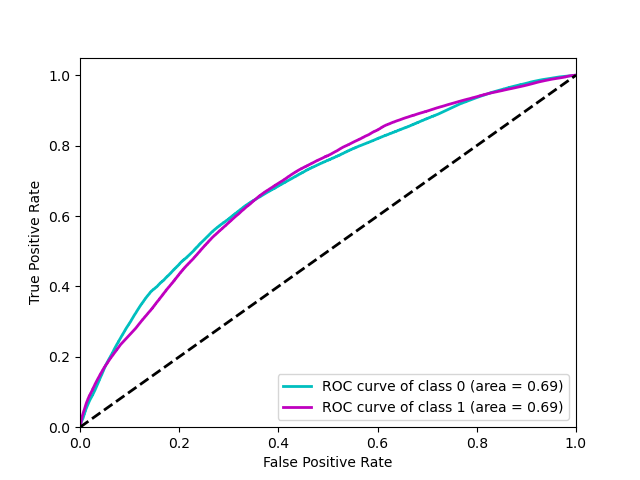 1.0
0.8
0.6
0.4
0.2
0.0
True Positive Rate
ROC curve of class 0 (area = 0.69)
ROC curve of class 1 (area = 0.69)
0.0 0.2 0.4 0.6 0.8 1.0
False Positive Rate